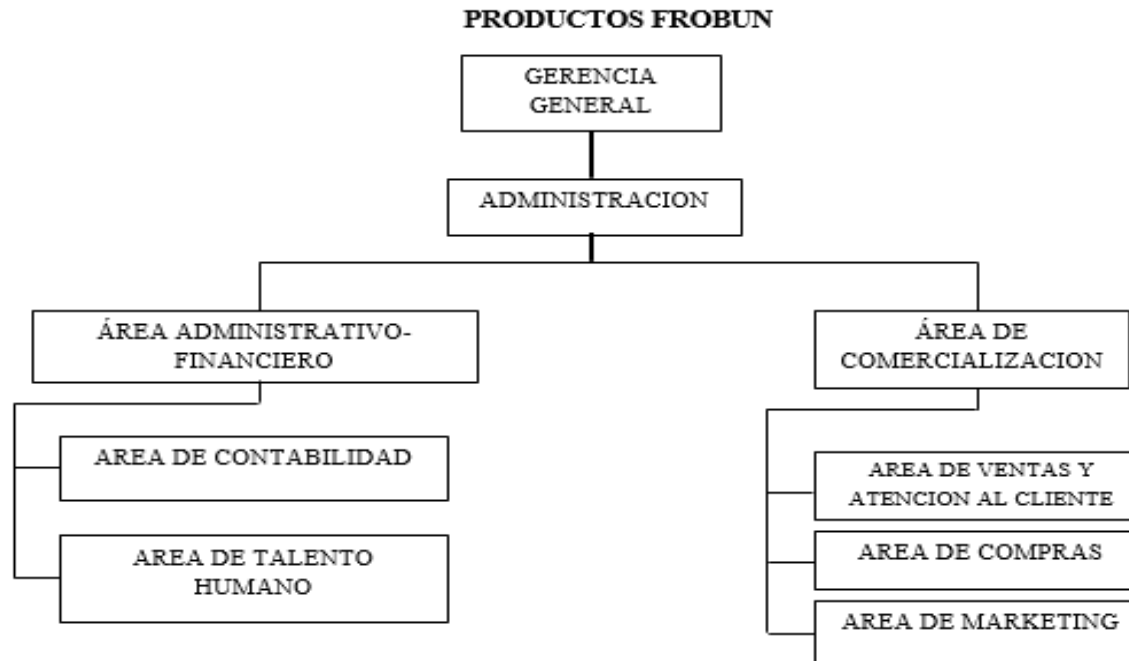 PRODUCTOS FROBUN
GERENCIA
GENERAL
ADMINISTRACION
ÁREA ADMINISTRATIVO-
FINANCIERO
AREA DE CONTABILIDAD
AREA DE TALENTO
HUMANO
ÁREA DE
COMERCIALIZACION
AREA DE VENTAS Y
ATENCION AL CLIENTE
AREA DE COMPRAS
AREA DE MARKETING